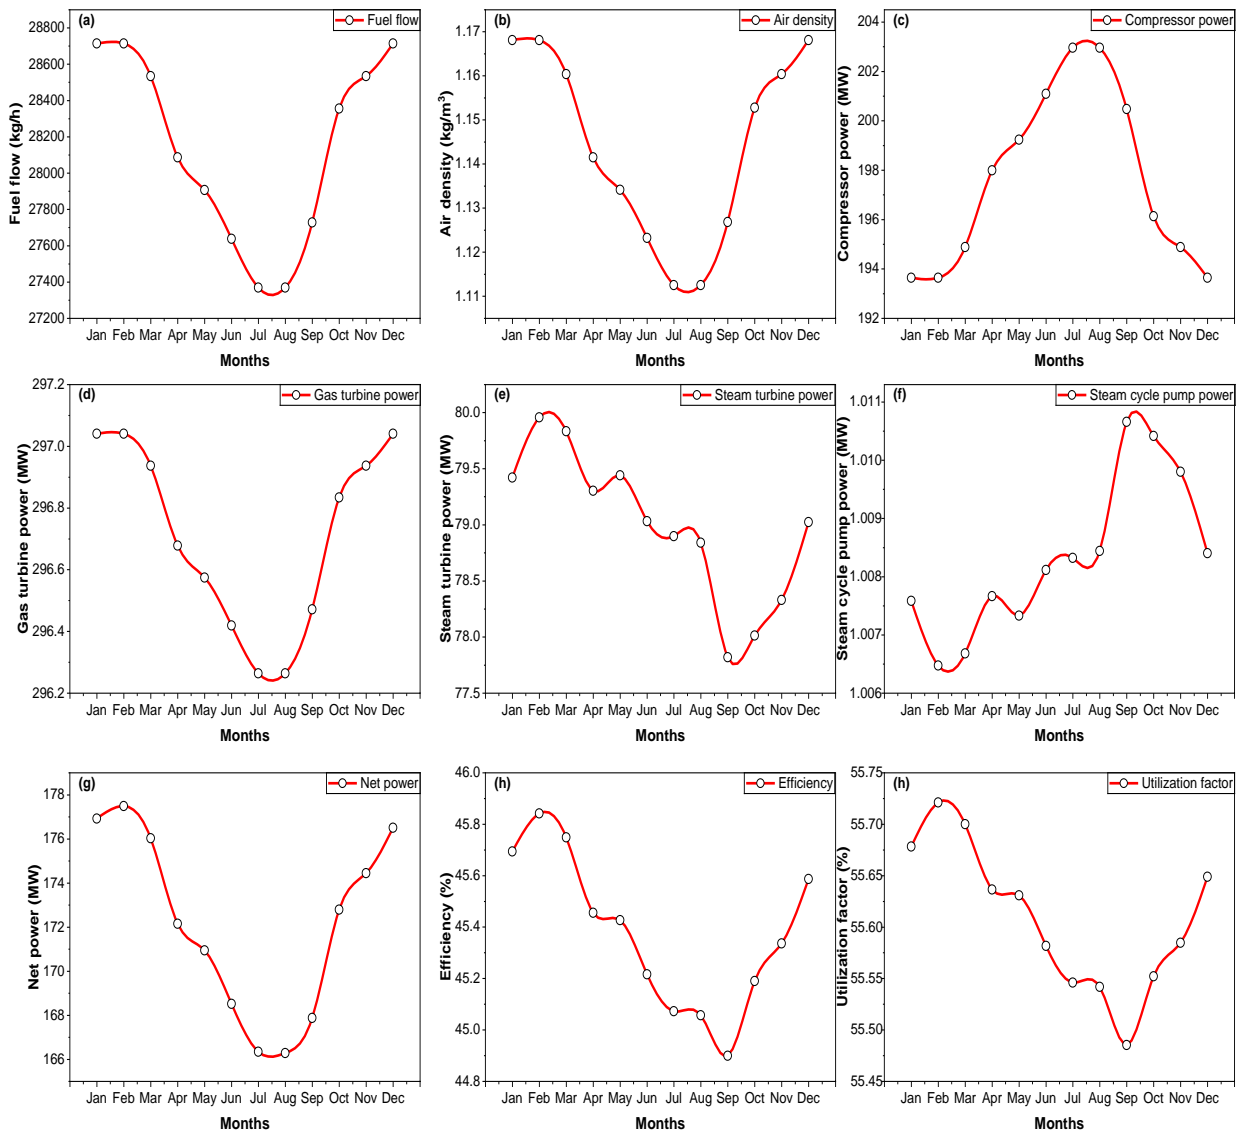 (a)
Fuel flow
28800
28600
28400
28200
28000
27800
27600
27400
27200
Fuel flow (kg/h)
Jan Feb Mar Apr May Jun Jul Aug Sep Oct Nov Dec
Months
(b)
Air density
1.17
1.16
1.15
1.14
1.13
1.12
1.11
Air density (kg/m³)
Jan Feb Mar Apr May Jun Jul Aug Sep Oct Nov Dec
Months
(c)
Compressor power
204
202
200
198
196
194
192
Compressor power (MW)
Jan Feb Mar Apr May Jun Jul Aug Sep Oct Nov Dec
Months
(d)
Gas turbine power
297.2
297.0
296.8
296.6
296.4
296.2
Gas turbine power (MW)
Jan Feb Mar Apr May Jun Jul Aug Sep Oct Nov Dec
Months
(e)
Steam turbine power
80.0
79.5
79.0
78.5
78.0
77.5
Steam turbine power (MW)
Jan Feb Mar Apr May Jun Jul Aug Sep Oct Nov Dec
Months
(f)
Steam cycle pump power
1.011
1.010
1.009
1.008
1.007
1.006
Steam cycle pump power (MW)
Jan Feb Mar Apr May Jun Jul Aug Sep Oct Nov Dec
Months
(g)
Net power
178
176
174
172
170
168
166
Net power (MW)
Jan Feb Mar Apr May Jun Jul Aug Sep Oct Nov Dec
Months
(h)
Efficiency
46.0
45.8
45.6
45.4
45.2
45.0
44.8
Efficiency (%)
Jan Feb Mar Apr May Jun Jul Aug Sep Oct Nov Dec
Months
(h)
Utilization factor
55.75
55.70
55.65
55.60
55.55
55.50
55.45
Utilization factor (%)
Jan Feb Mar Apr May Jun Jul Aug Sep Oct Nov Dec
Months